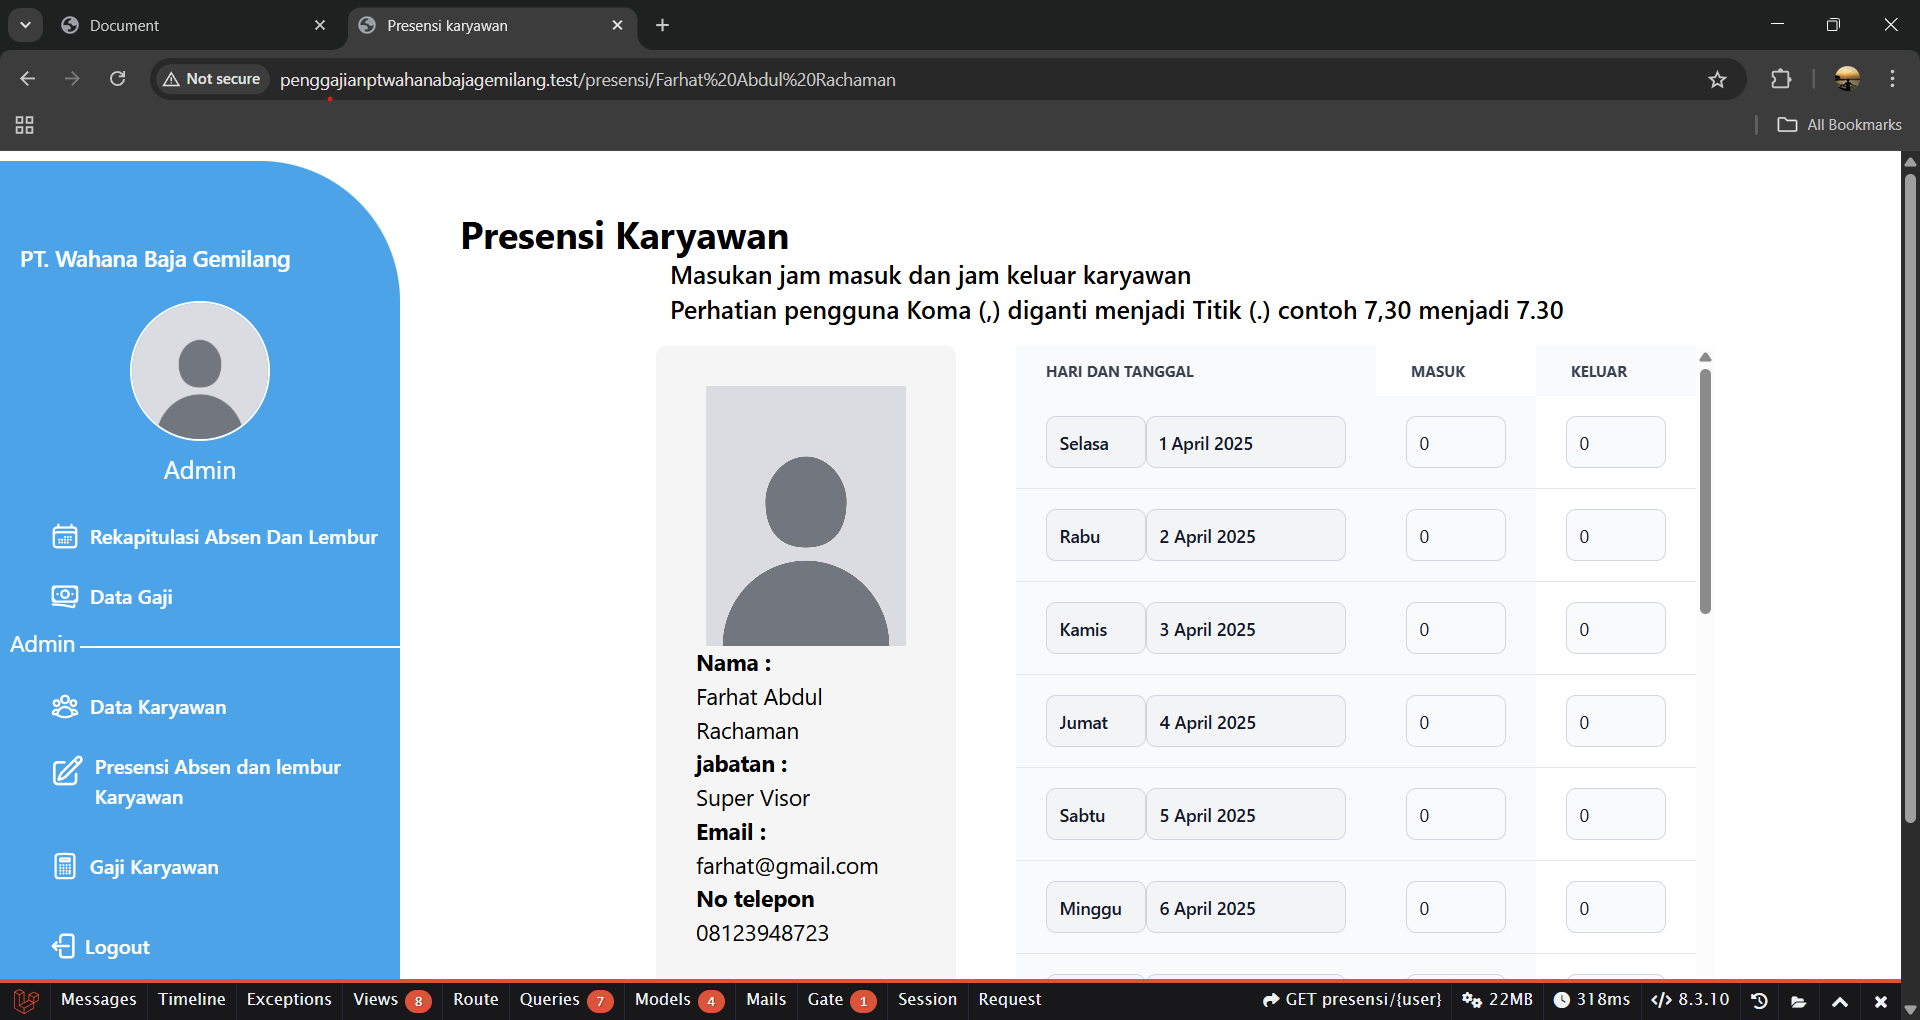 Document
Presensi karyawan
Not secure
penggajianptwahanabajagemilang.test/presensi/Farhat%20Abdul%20Rachaman
All Bookmarks
PT. Wahana Baja Gemilang
Admin
Rekapitulasi Absen Dan Lembur
Data Gaji
Admin
Data Karyawan
Presensi Absen dan lembur
Karyawan
Gaji Karyawan
Logout
Presensi Karyawan
Masukan jam masuk dan jam keluar karyawan
Perhatian pengguna Koma (,) diganti menjadi Titik (.) contoh 7,30 menjadi 7.30
Nama :
Farhat Abdul
Rachaman
jabatan :
Super Visor
Email :
farhat@gmail.com
No telepon
08123948723
HARI DAN TANGGAL MASUK KELUAR
Selasa 1 April 2025 0 0
Rabu 2 April 2025 0 0
Kamis 3 April 2025 0 0
Jumat 4 April 2025 0 0
Sabtu 5 April 2025 0 0
Minggu 6 April 2025 0 0
Messages Timeline Exceptions Views 8 Route Queries 7 Models 4 Mails Gate 1 Session Request GET presensi/{user} 22MB 318ms 8.3.10